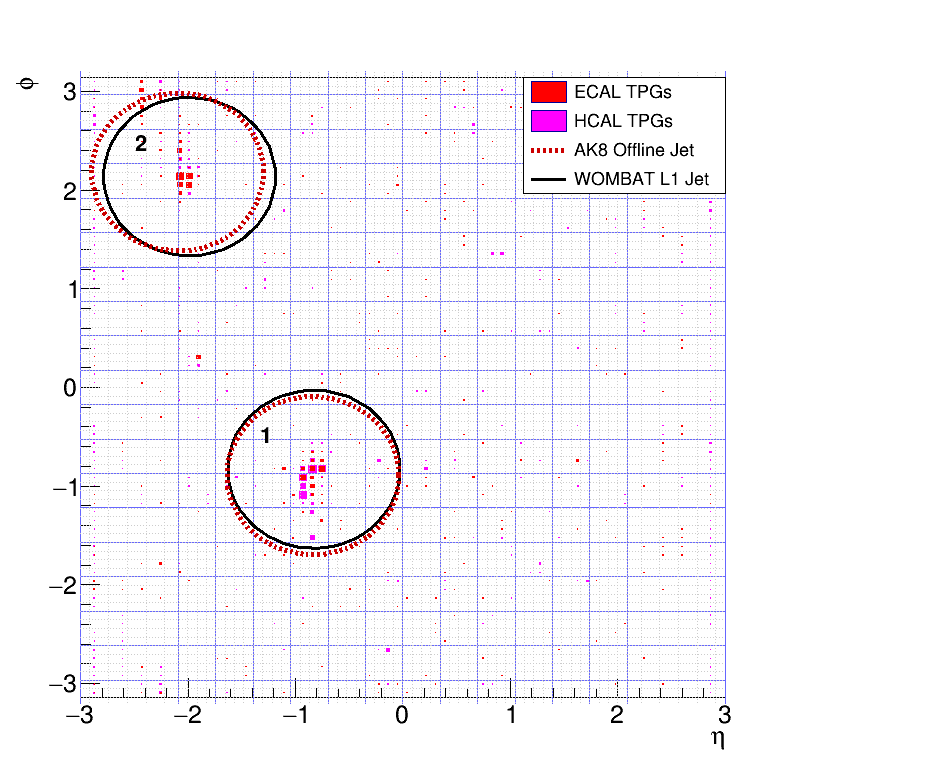 φ
3
2
1
0
−1
−2
−3
2
1
ECAL TPGs
HCAL TPGs
AK8 Offline Jet
WOMBAT L1 Jet
−3 −2 −1 0 1 2 3
η